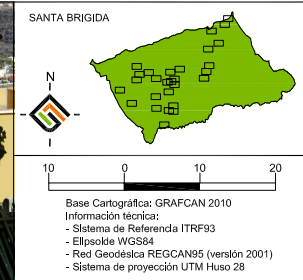 SANTA BRIGIDA
N
10 0 10 20
Base Cartográfica: GRAFCAN 2010
Información técnica:
- Sistema de Referencia ITRF93
- Elipsoide WGS84
- Red Geodésica REGCAN95 (versión 2001)
- Sistema de proyección UTM Huso 28